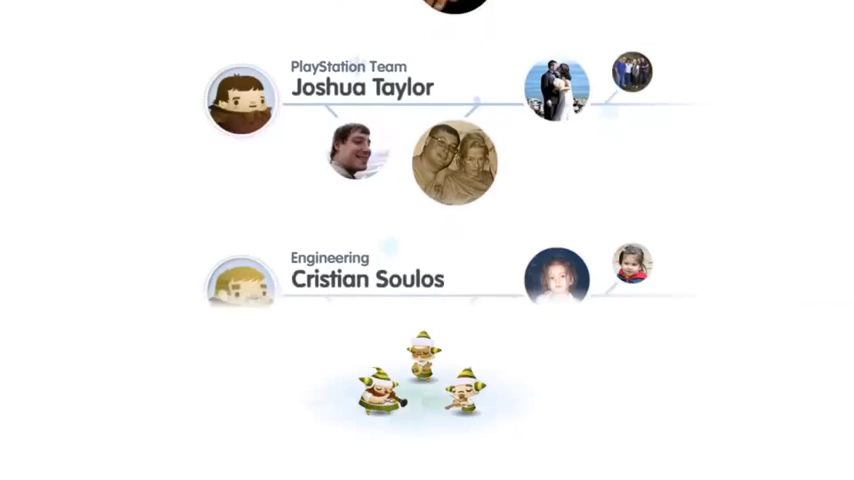 PlayStation Team
Joshua Taylor
Engineering
Cristian Soulos